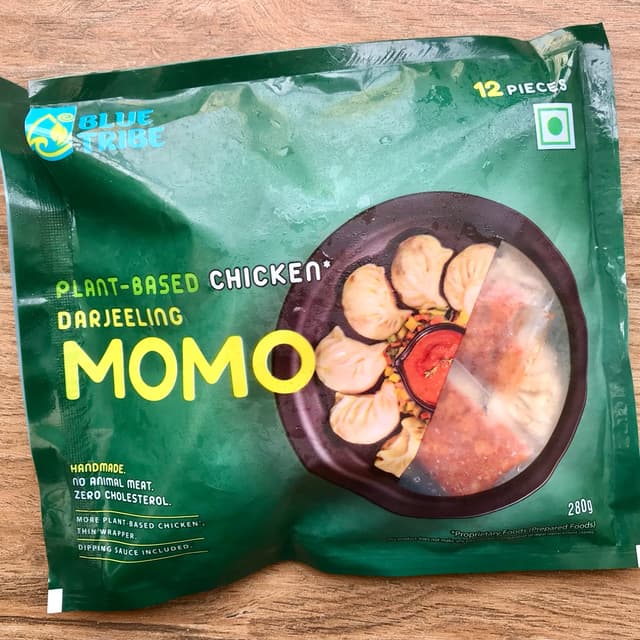 12 PIECES
BLUE
TRIBE
PLANT-BASED CHICKEN*
DARJEELING
MOMO
HANDMADE.
NO ANIMAL MEAT.
ZERO CHOLESTEROL.
MORE PLANT-BASED CHICKEN*,
THIN WRAPPER,
DIPPING SAUCE INCLUDED.
280g
*Proprietary Foods (Prepared Foods)